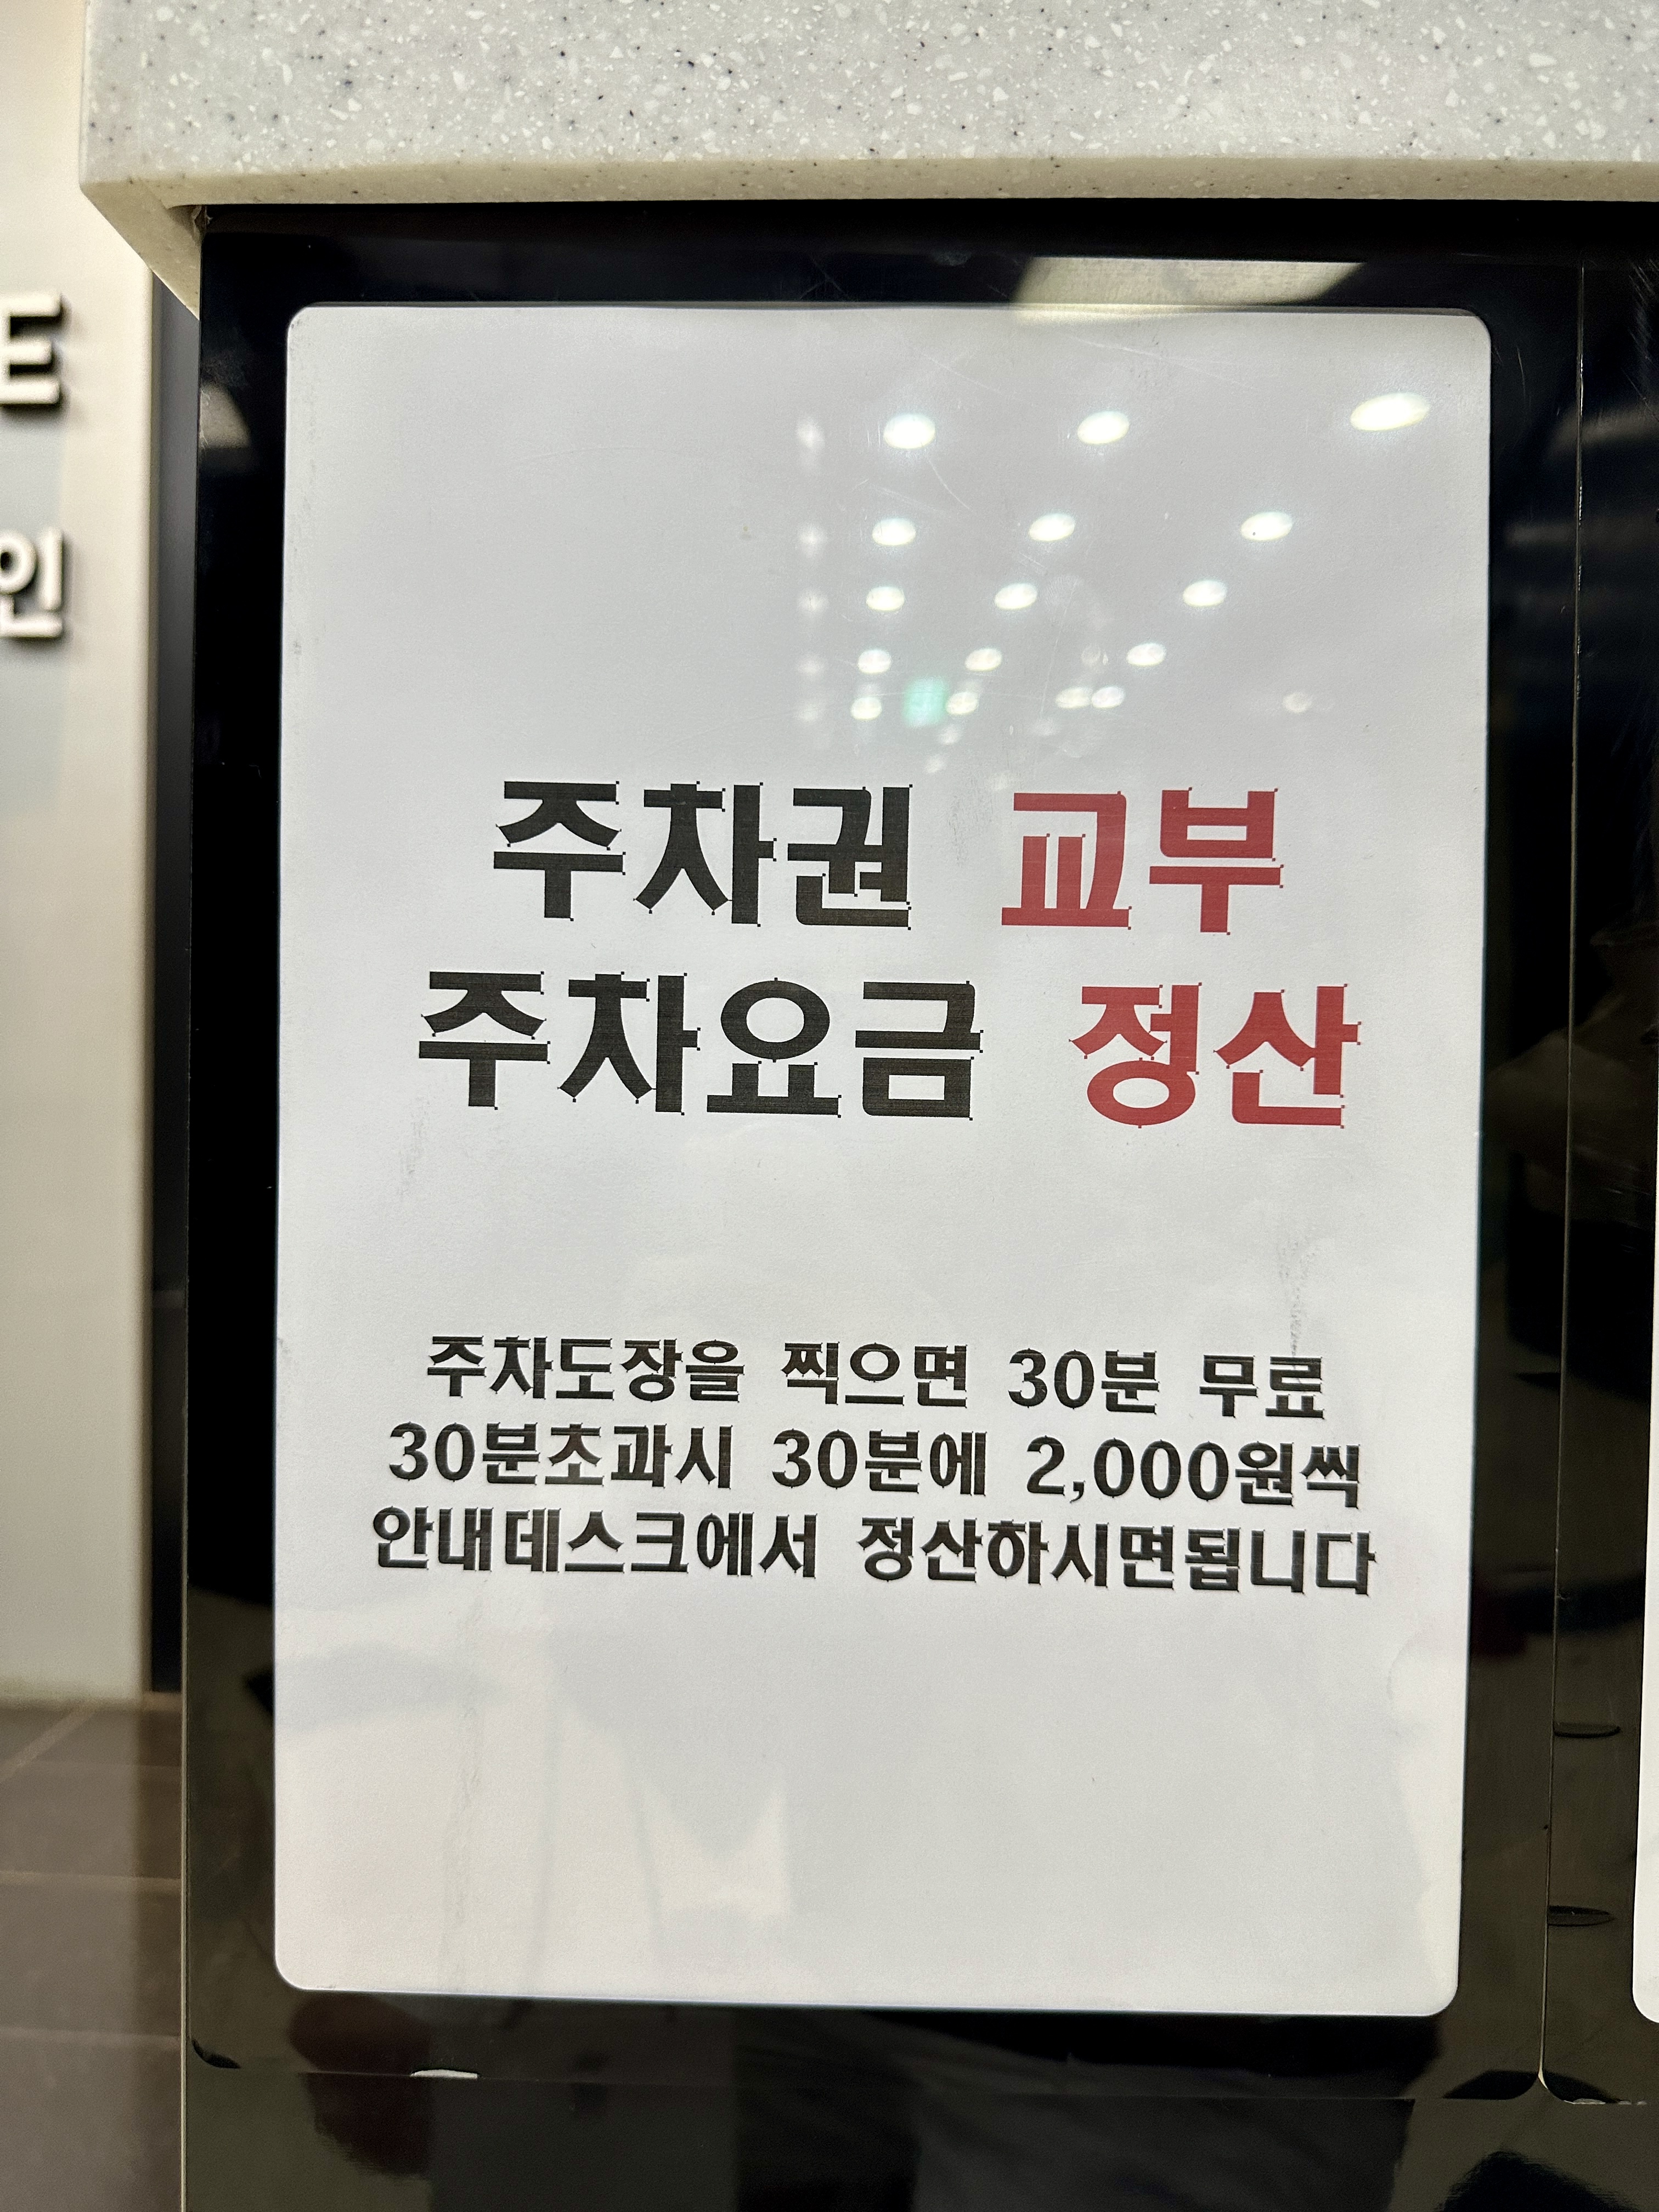 E
인
주차권 교부
주차요금 정산
주차도장을 찍으면 30분 무료
30분초과시 30분에 2,000원씩
안내데스크에서 정산하시면됩니다